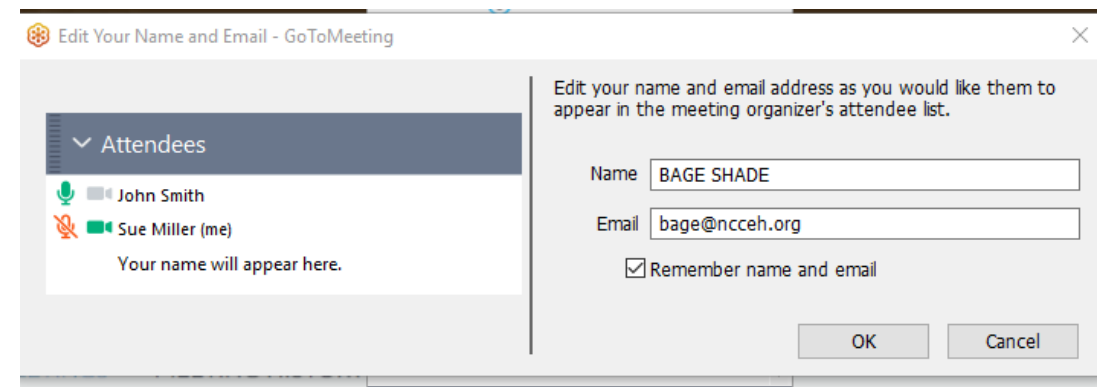 Edit Your Name and Email - GoToMeeting
Attendees
John Smith
Sue Miller (me)
Your name will appear here.
Edit your name and email address as you would like them to
appear in the meeting organizer's attendee list.
Name BAGE SHADE
Email bage@ncceh.org
Remember name and email
OK Cancel